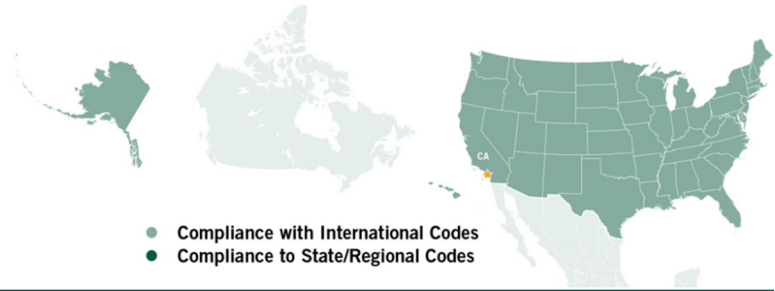 CA
Compliance with International Codes
Compliance to State/Regional Codes